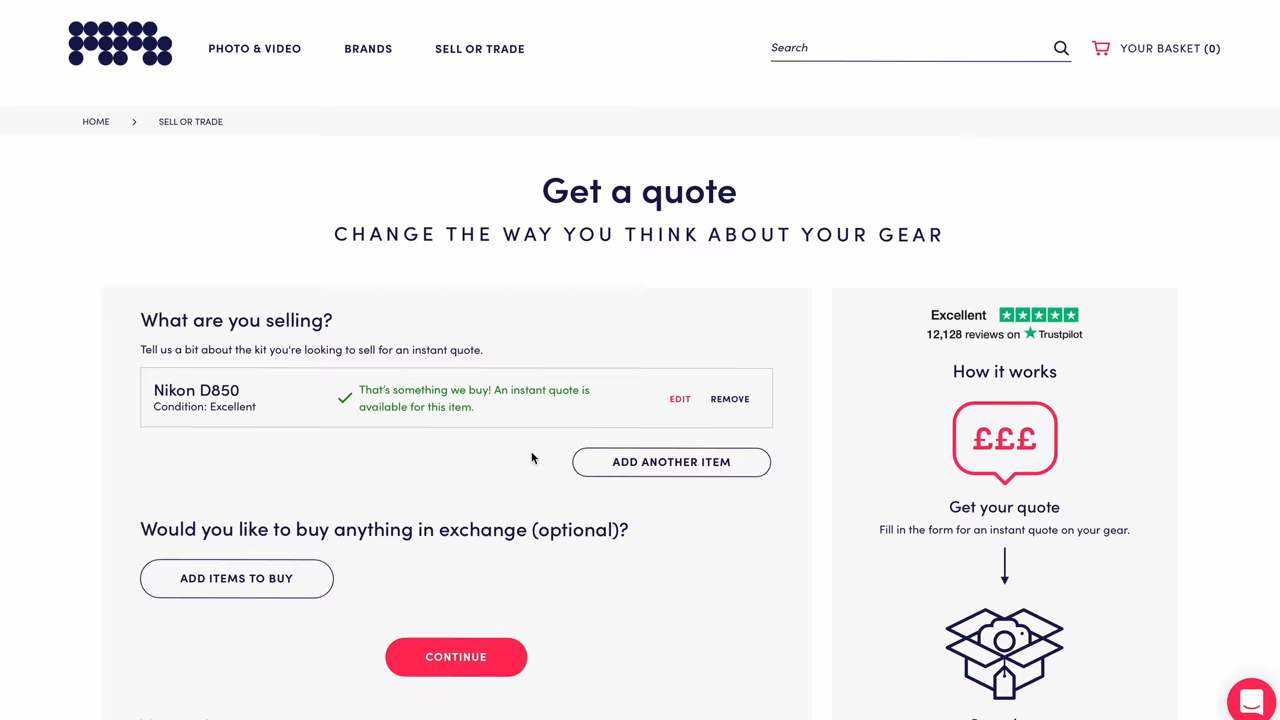 PHOTO & VIDEO
BRANDS
SELL OR TRADE
Search
YOUR BASKET (0)
HOME
SELL OR TRADE
Get a quote
CHANGE THE WAY YOU THINK ABOUT YOUR GEAR
What are you selling?
Tell us a bit about the kit you're looking to sell for an instant quote.
Nikon D850
Condition: Excellent
That's something we buy! An instant quote is
available for this item.
EDIT
REMOVE
ADD ANOTHER ITEM
Would you like to buy anything in exchange (optional)?
ADD ITEMS TO BUY
CONTINUE
Excellent
12,128 reviews on Trustpilot
How it works
£££
Get your quote
Fill in the form for an instant quote on your gear.